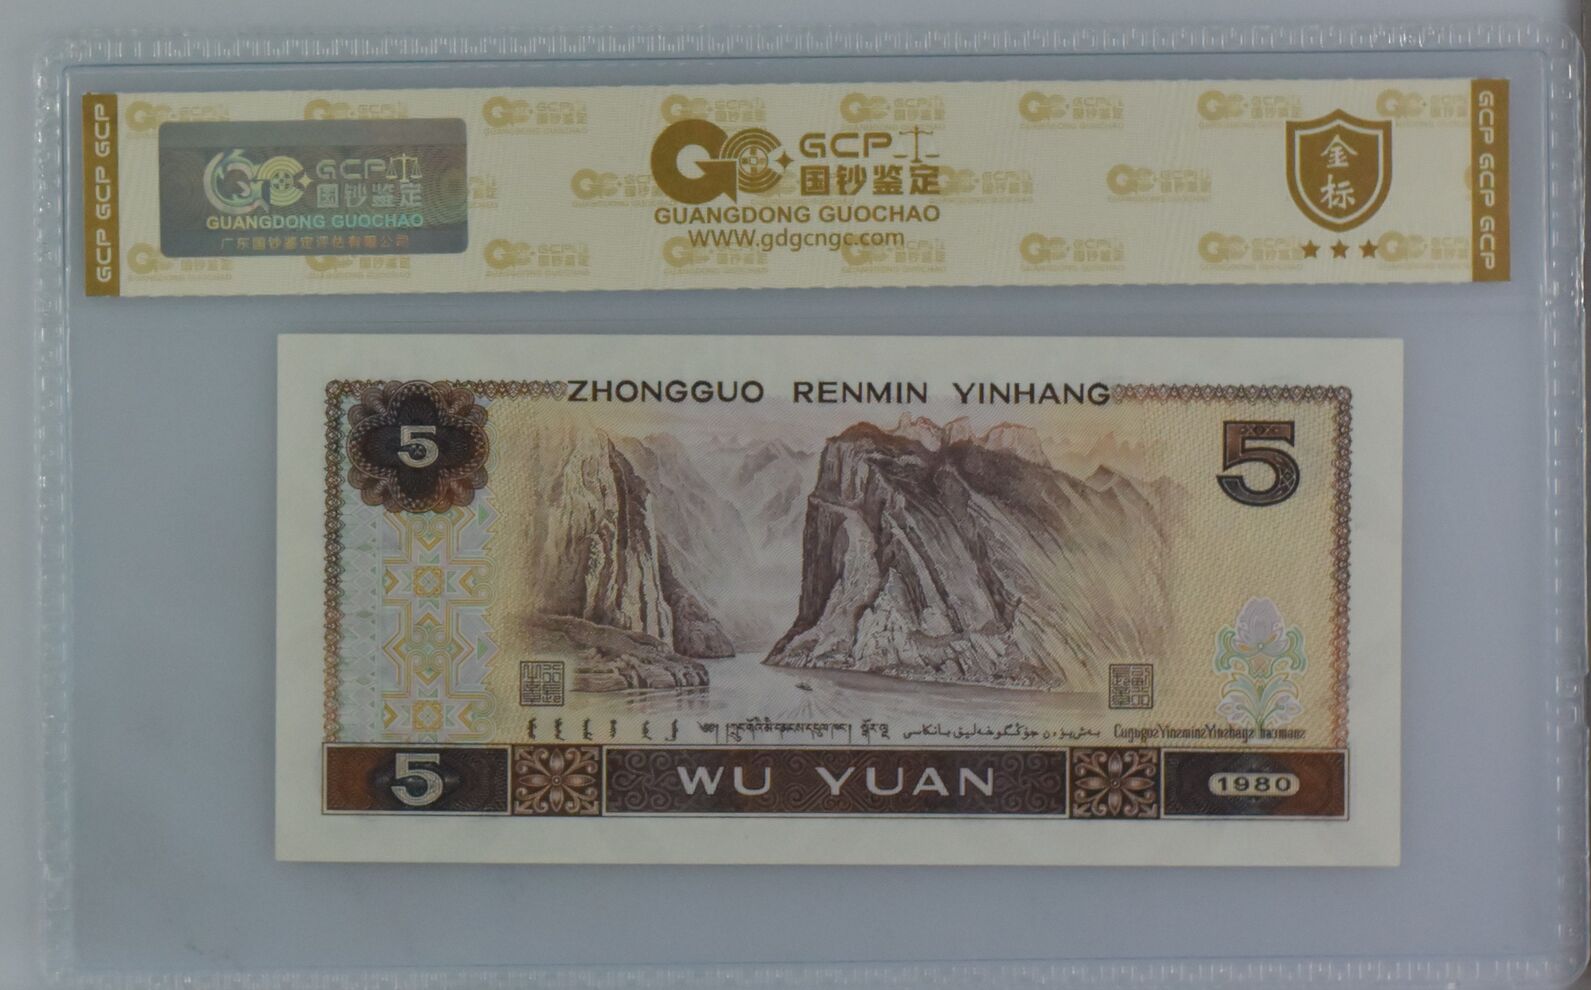 GCP GCP GCP
GCP
国钞鉴定
GUANGDONG GUOCHAO
广东国钞鉴定评估有限公司
GCP
国钞鉴定
GUANGDONG GUOCHAO
www.gdgcngc.com
金
标
GCP GCP GCP
ZHONGGUO RENMIN YINHANG
5
5
5 WU YUAN 1980